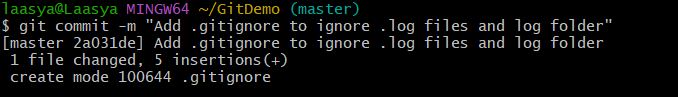 laasya@Laasya MINGW64 ~/GitDemo (master)
$ git commit -m "Add .gitignore to ignore .log files and log folder"
[master 2a031de] Add .gitignore to ignore .log files and log folder
 1 file changed, 5 insertions(+)
 create mode 100644 .gitignore